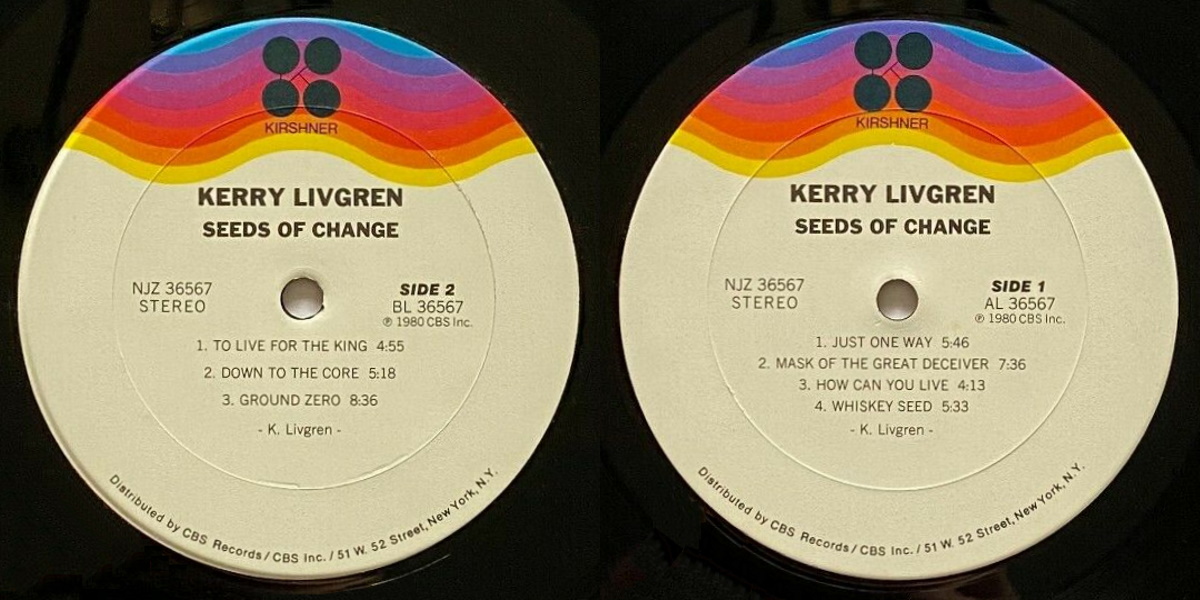 KIRSHNER
KERRY LIVGREN
SEEDS OF CHANGE
NJZ 36567
STEREO
SIDE 2
BL 36567
℗ 1980 CBS Inc.
1. TO LIVE FOR THE KING 4:55
2. DOWN TO THE CORE 5:18
3. GROUND ZERO 8:36
- K. Livgren -
Distributed by CBS Records / CBS Inc. / 51 W. 52 Street, New York, N.Y.
KIRSHNER
KERRY LIVGREN
SEEDS OF CHANGE
NJZ 36567
STEREO
SIDE 1
AL 36567
℗ 1980 CBS Inc.
1. JUST ONE WAY 5:46
2. MASK OF THE GREAT DECEIVER 7:36
3. HOW CAN YOU LIVE 4:13
4. WHISKEY SEED 5:33
- K. Livgren -
Distributed by CBS Records / CBS Inc. / 51 W. 52 Street, New York, N.Y.